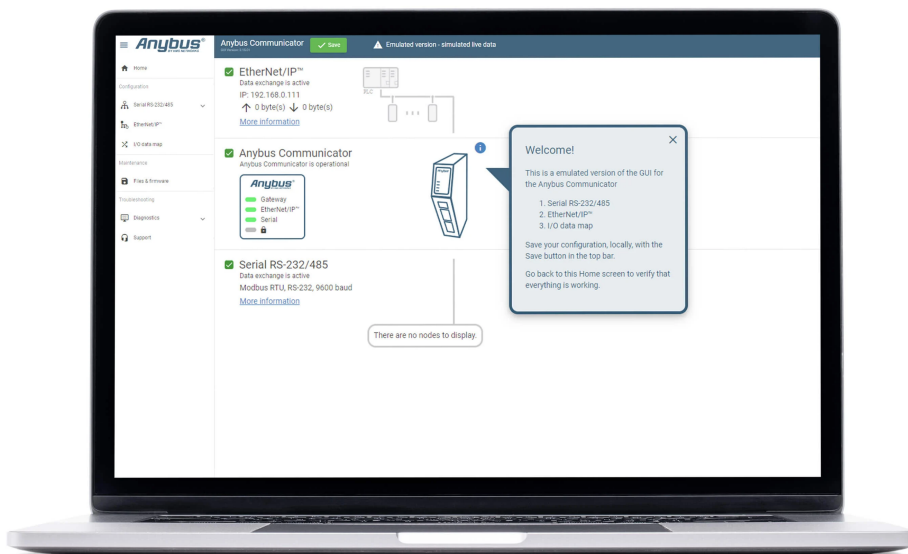 Anybus®
Anybus Communicator
Save
Emulated version - simulated live data
Home
Configuration
Serial RS-232/485
EtherNet/IP™
I/O data map
Maintenance
Files & firmware
Troubleshooting
Diagnostics
Support
EtherNet/IP™
Data exchange is active
IP: 192.168.0.111
0 byte(s) 0 byte(s)
More information
Anybus Communicator
Anybus Communicator is operational
Anybus®
Gateway
EtherNet/IP™
Serial
Serial RS-232/485
Data exchange is active
Modbus RTU, RS-232, 9600 baud
More information
There are no nodes to display.
Welcome!
This is a emulated version of the GUI for
the Anybus Communicator
1. Serial RS-232/485
2. EtherNet/IP™
3. I/O data map
Save your configuration, locally, with the
Save button in the top bar.
Go back to this Home screen to verify that
everything is working.